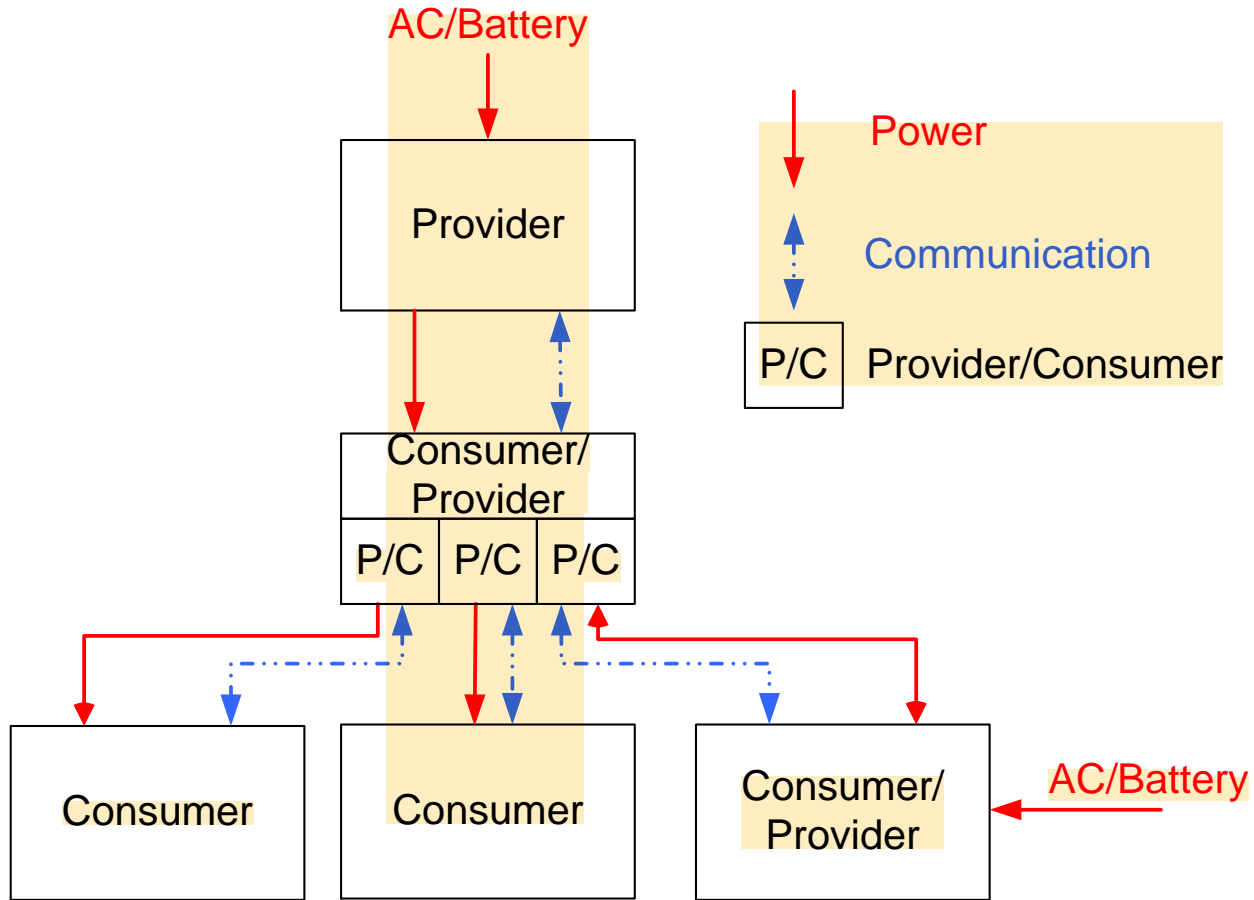 AC/Battery
Power
Provider
Communication
P/C
Provider/Consumer
Consumer/
Provider
P/C
P/C
P/C
Consumer
Consumer
Consumer/
Provider
AC/Battery